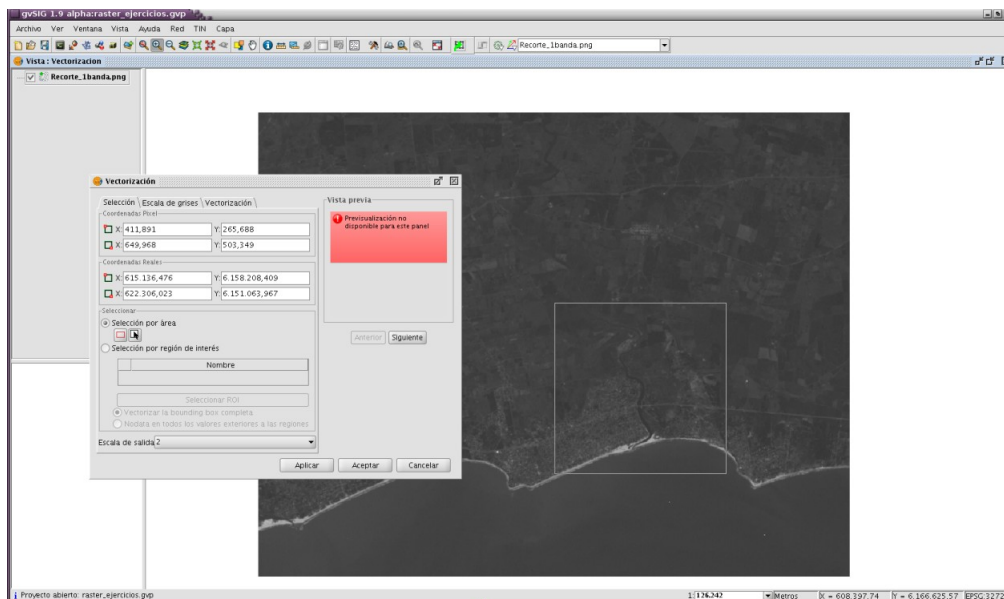 gvSIG 1.9 alpha:raster_ejercicios.gvp
Archivo Ver Ventana Vista Ayuda Red TIN Capa
Recorte_1banda.png
Vista : Vectorizacion
Recorte_1banda.png
Vectorización
Selección Escala de grises Vectorización
Coordenadas Pixel
X: 411,891 Y: 265,688
X: 649,968 Y: 503,349
Coordenadas Reales
X: 615.136,476 Y: 6.158.208,409
X: 622.306,023 Y: 6.151.063,967
Seleccionar
Selección por área
Selección por región de interés
Nombre
Seleccionar ROI
Vectorizar la bounding box completa
Nodata en todos los valores exteriores a las regiones
Escala de salida 2
Vista previa
Previsualización no
disponible para este panel
Anterior Siguiente
Aplicar Aceptar Cancelar
Proyecto abierto: raster_ejercicios.gvp
1: 126.242 Metros X = 608.397,74 Y = 6.166.625,57 EPSG:3272